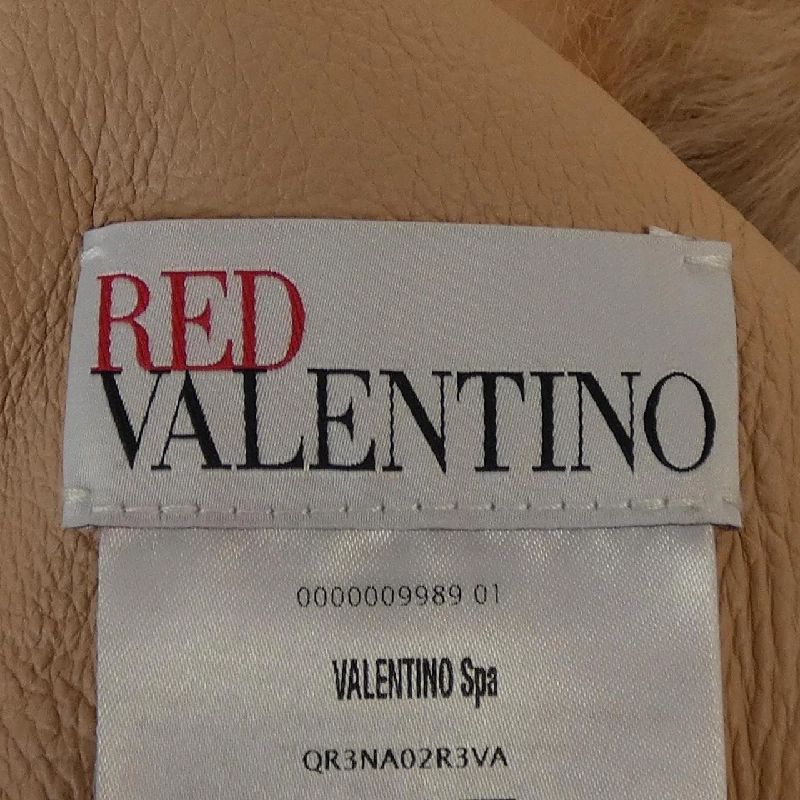 RED
VALENTINO
0000009989 01
VALENTINO Spa
QR3NA02R3VA